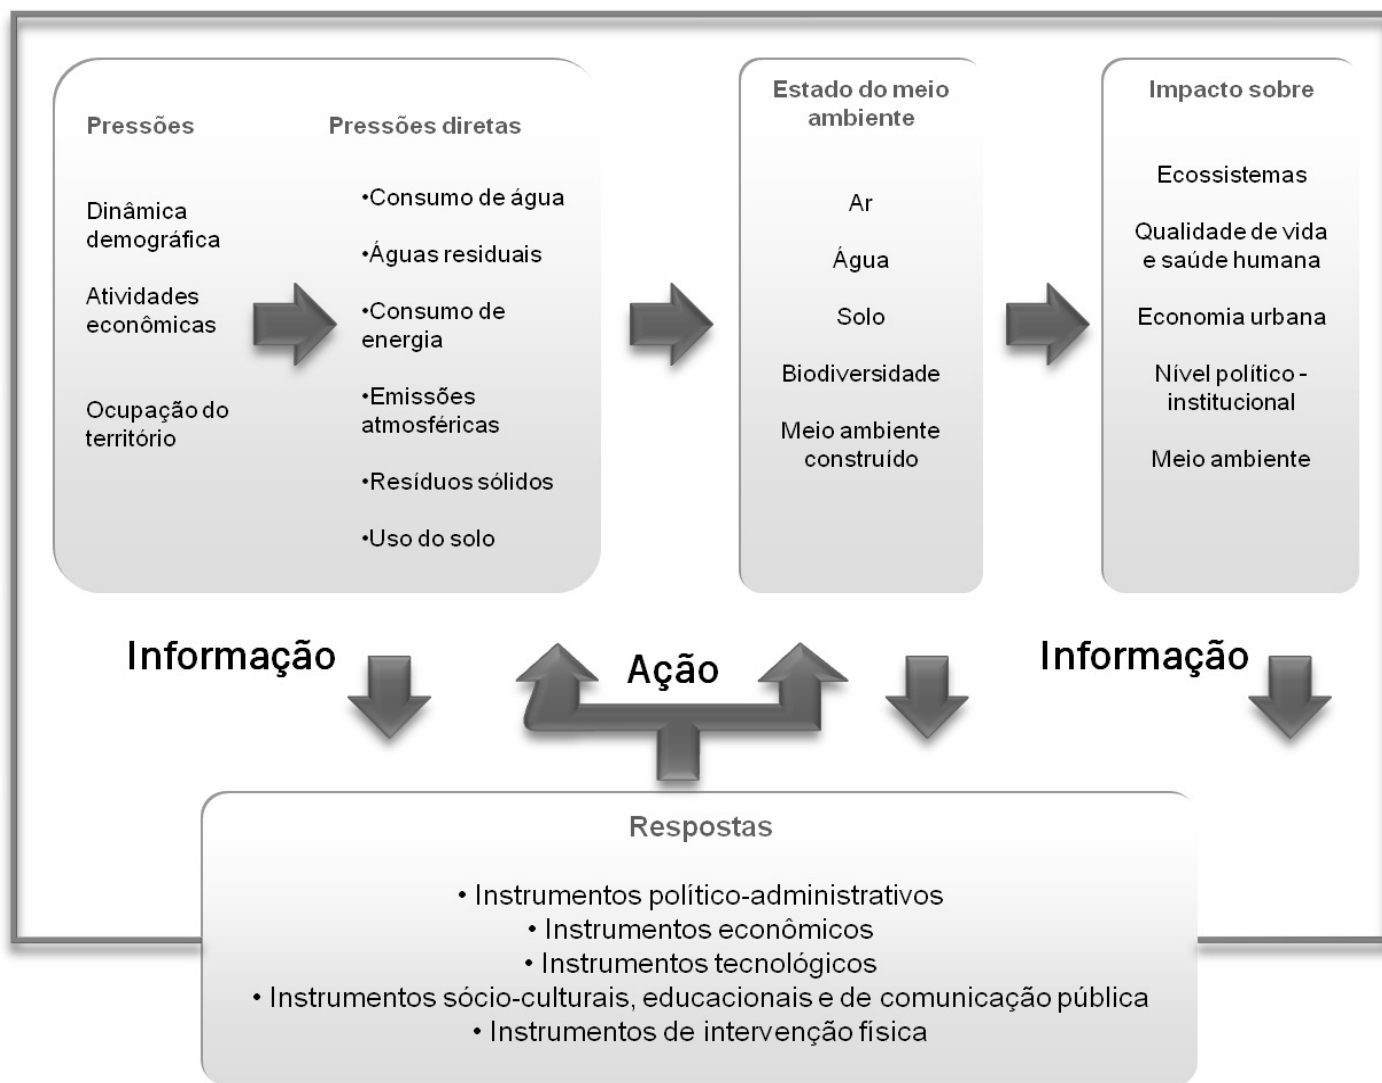 Pressões
Dinâmica
demográfica
Atividades
econômicas
Ocupação do
território
Pressões diretas
•Consumo de água
•Águas residuais
•Consumo de
energia
•Emissões
atmosféricas
•Resíduos sólidos
•Uso do solo
Estado do meio
ambiente
Ar
Água
Solo
Biodiversidade
Meio ambiente
construído
Impacto sobre
Ecossistemas
Qualidade de vida
e saúde humana
Economia urbana
Nível político -
institucional
Meio ambiente
Informação
Ação
Informação
Respostas
• Instrumentos político-administrativos
• Instrumentos econômicos
• Instrumentos tecnológicos
• Instrumentos sócio-culturais, educacionais e de comunicação pública
• Instrumentos de intervenção física